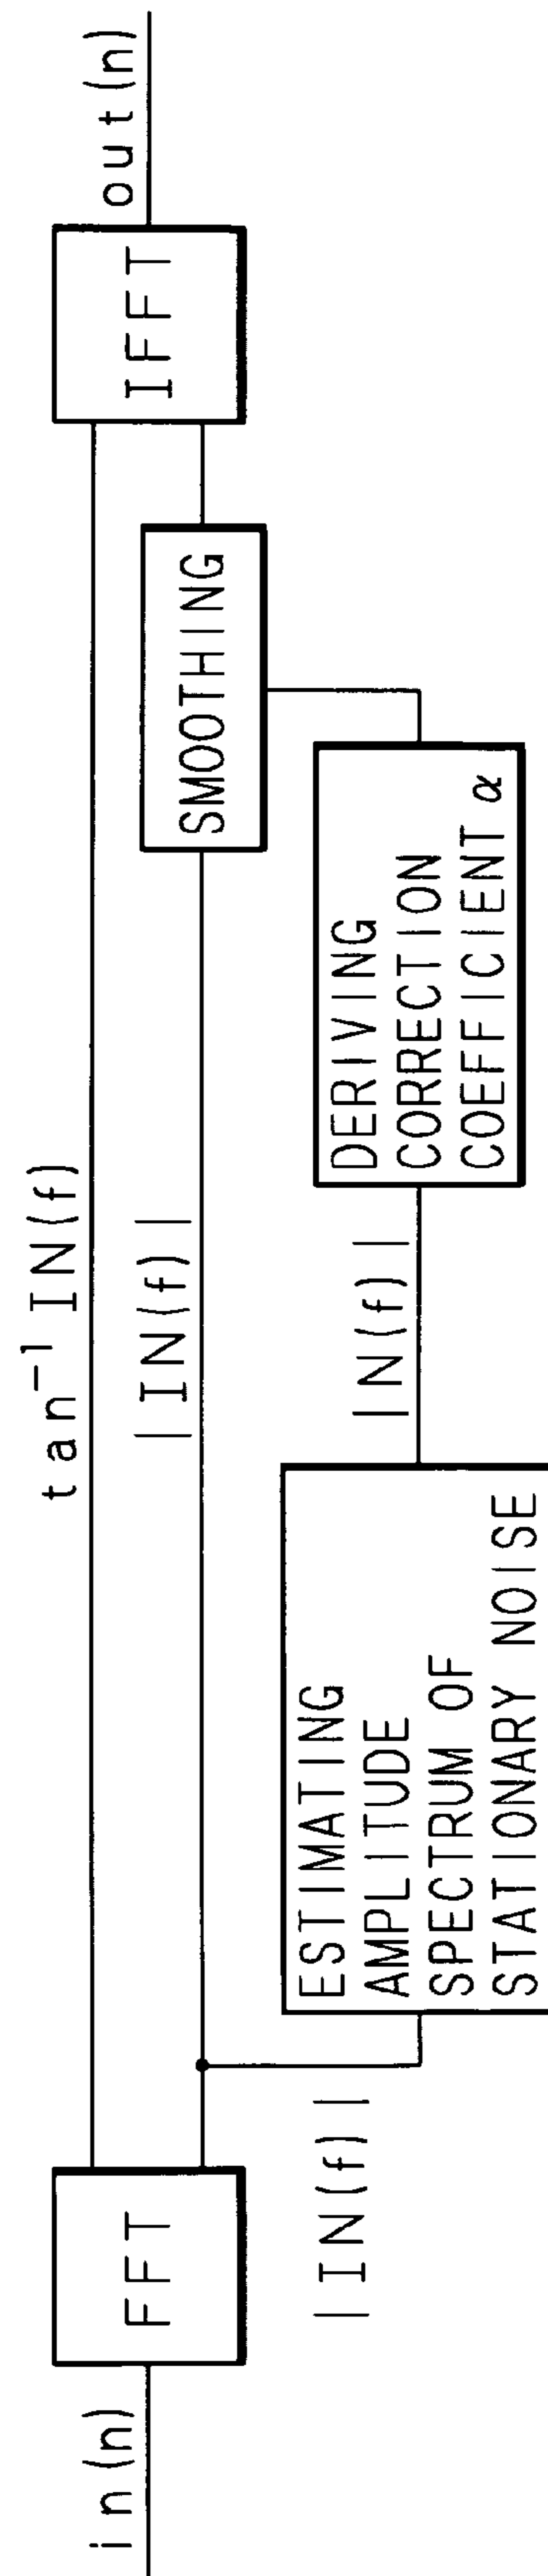 in(n)
FFT
tan⁻¹ IN(f)
|IN(f)|
|IN(f)|
ESTIMATING
AMPLITUDE
SPECTRUM OF
STATIONARY NOISE
|N(f)|
DERIVING
CORRECTION
COEFFICIENT α
SMOOTHING
IFFT
out(n)